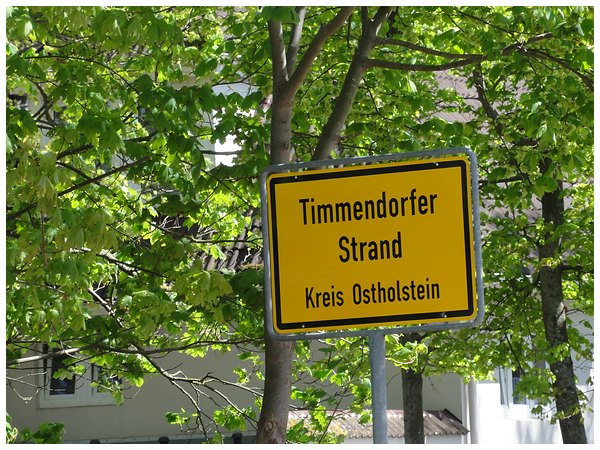 Timmendorfer
Strand
Kreis Ostholstein